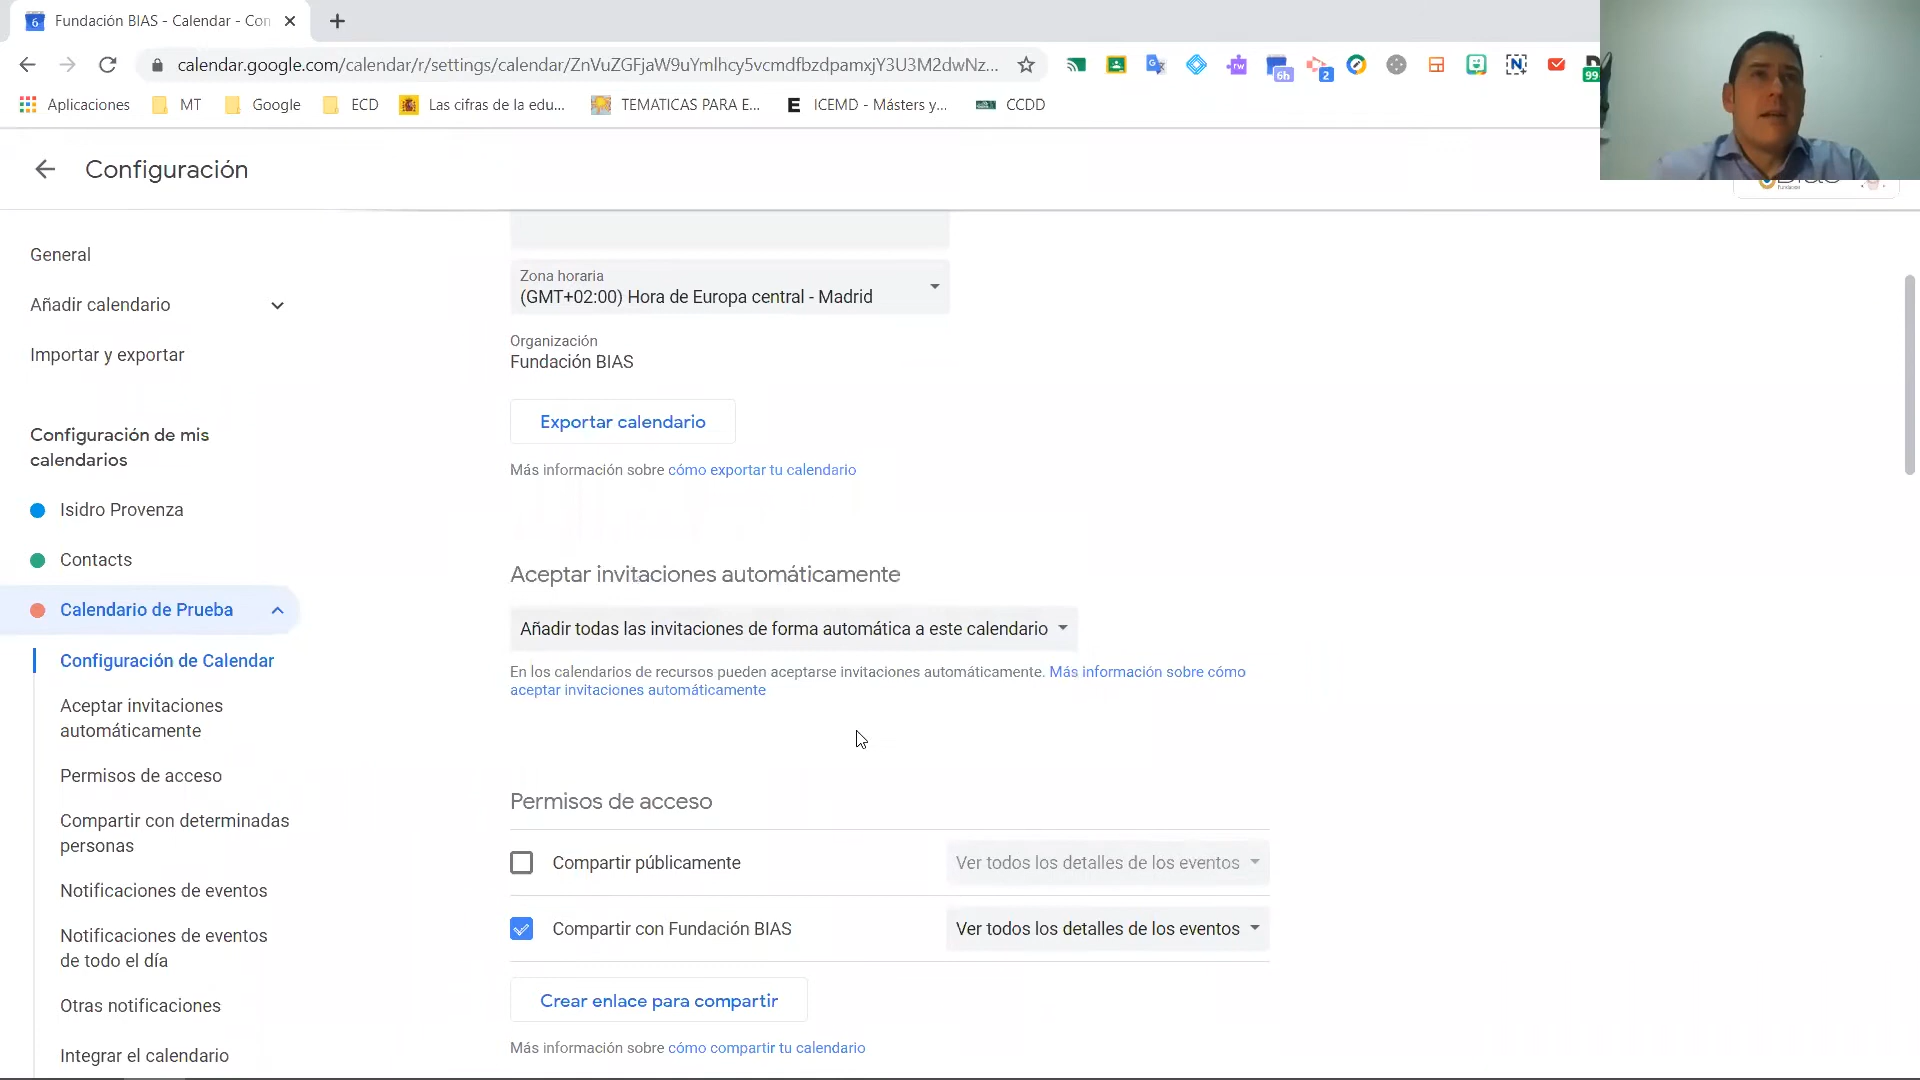 Fundación BIAS - Calendar - Con
calendar.google.com/calendar/r/settings/calendar/ZnVuZGFjaW9uYmlhcy5vcmdfbzdpamxjY3U3M2dwNz...
Aplicaciones MT Google ECD Las cifras de la edu... TEMATICAS PARA E... ICEMD - Másters y... CCDD
Configuración
General
Añadir calendario
Importar y exportar
Configuración de mis
calendarios
Isidro Provenza
Contacts
Calendario de Prueba
Configuración de Calendar
Aceptar invitaciones
automáticamente
Permisos de acceso
Compartir con determinadas
personas
Notificaciones de eventos
Notificaciones de eventos
de todo el día
Otras notificaciones
Integrar el calendario
Zona horaria
(GMT+02:00) Hora de Europa central - Madrid
Organización
Fundación BIAS
Exportar calendario
Más información sobre cómo exportar tu calendario
Aceptar invitaciones automáticamente
Añadir todas las invitaciones de forma automática a este calendario
En los calendarios de recursos pueden aceptarse invitaciones automáticamente. Más información sobre cómo
aceptar invitaciones automáticamente
Permisos de acceso
Compartir públicamente Ver todos los detalles de los eventos
Compartir con Fundación BIAS Ver todos los detalles de los eventos
Crear enlace para compartir
Más información sobre cómo compartir tu calendario